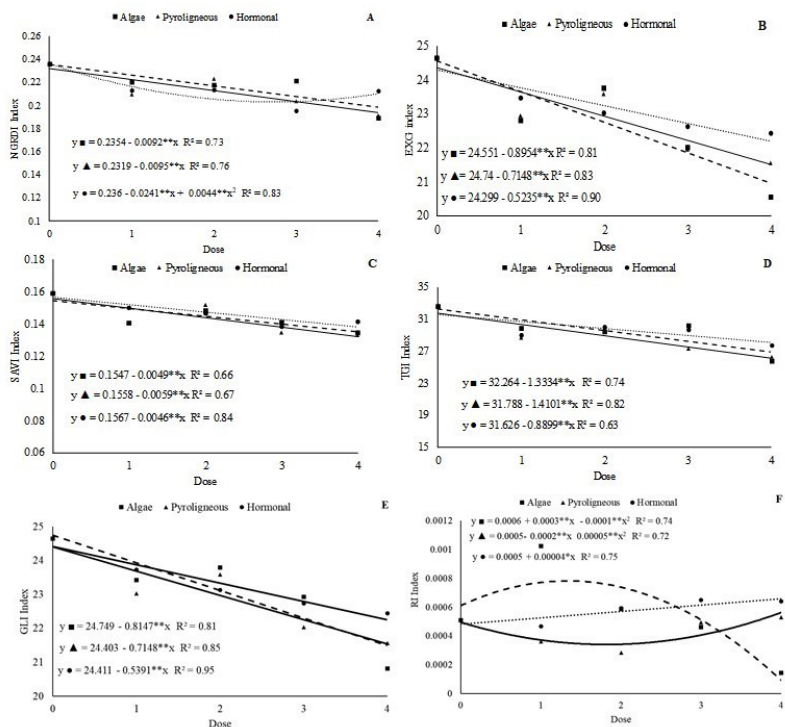 ■ Algae ▲ Pyroligneous ● Hormonal A
0.26
0.24
0.22
0.2
0.18
0.16
0.14
0.12
0.1
NGRDI Index
y ■ = 0.2354 - 0.0092**x R² = 0.73
y ▲ = 0.2319 - 0.0095**x R² = 0.76
y ● = 0.236 - 0.0241**x + 0.0044**x² R² = 0.83
0 1 2 3 4
Dose
B
■ Algae ▲ Pyroligneous ● Hormonal
25
24
23
22
21
20
EXG Index
y ■ = 24.551 - 0.8954**x R² = 0.81
y ▲ = 24.74 - 0.7148**x R² = 0.83
y ● = 24.299 - 0.5235**x R² = 0.90
0 1 2 3 4
Dose
■ Algae ▲ Pyroligneous ● Hormonal
C
0.18
0.16
0.14
0.12
0.1
0.08
0.06
SAVI Index
y ■ = 0.1547 - 0.0049**x R² = 0.66
y ▲ = 0.1558 - 0.0059**x R² = 0.67
y ● = 0.1567 - 0.0046**x R² = 0.84
0 1 2 3 4
Dose
■ Algae ▲ Pyroligneous ● Hormonal
D
35
31
27
23
19
15
TGI Index
y ■ = 32.264 - 1.3334**x R² = 0.74
y ▲ = 31.788 - 1.4101**x R² = 0.82
y ● = 31.626 - 0.8899**x R² = 0.63
0 1 2 3 4
Dose
■ Algae ▲ Pyroligneous ● Hormonal E
25
24
23
22
21
20
GLI Index
y ■ = 24.749 - 0.8147**x R² = 0.81
y ▲ = 24.403 - 0.7148**x R² = 0.85
y ● = 24.411 - 0.5391**x R² = 0.95
0 1 2 3 4
Dose
■ Algae ▲ Pyroligneous ● Hormonal F
0.0012
0.001
0.0008
0.0006
0.0004
0.0002
0
RI Index
y ■ = 0.0006 + 0.0003**x - 0.0001**x² R² = 0.74
y ▲ = 0.0005- 0.0002**x 0.00005**x² R² = 0.72
y ● = 0.0005 + 0.00004*x R² = 0.75
0 1 2 3 4
Dose